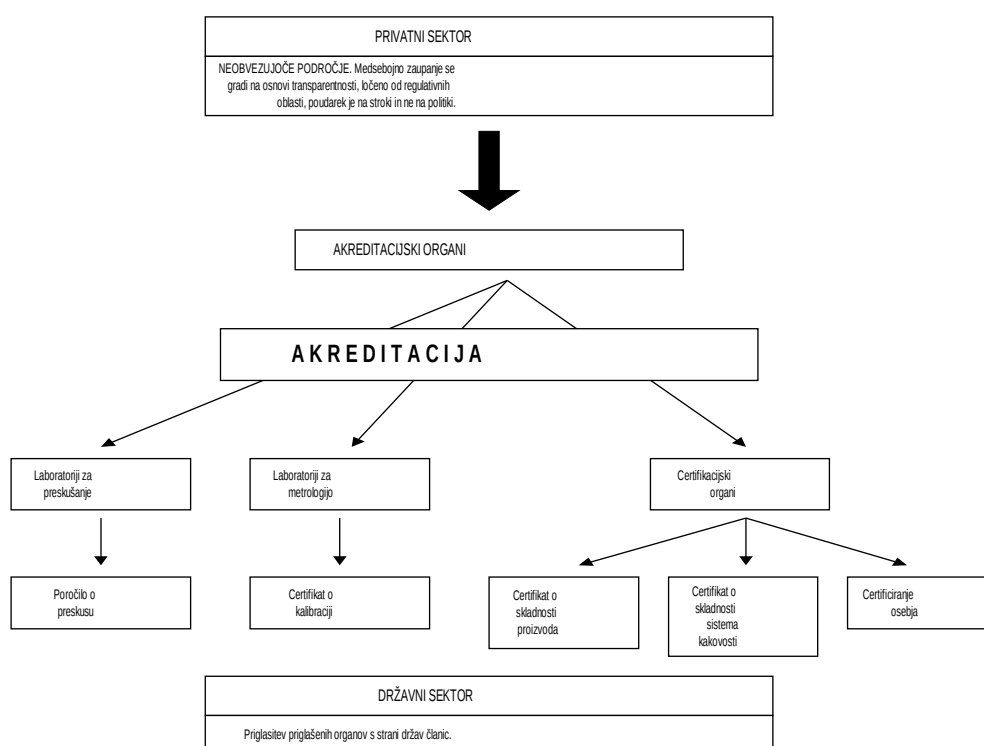 PRIVATNI SEKTOR
NEOBVEZUJOČE PODROČJE. Medsebojno zaupanje se
gradi na osnovi transparentnosti, ločeno od regulativnih
oblasti, poudarek je na stroki in ne na politiki.
AKREDITACIJSKI ORGANI
AKREDITACIJA
Laboratoriji za
preskušanje
Laboratoriji za
metrologijo
Certifikacijski
organi
Poročilo o
preskusu
Certifikat o
kalibraciji
Certifikat o
skladnosti
proizvoda
Certifikat o
skladnosti
sistema
kakovosti
Certificiranje
osebja
DRŽAVNI SEKTOR
Priglasitev priglašenih organov s strani držav članic.